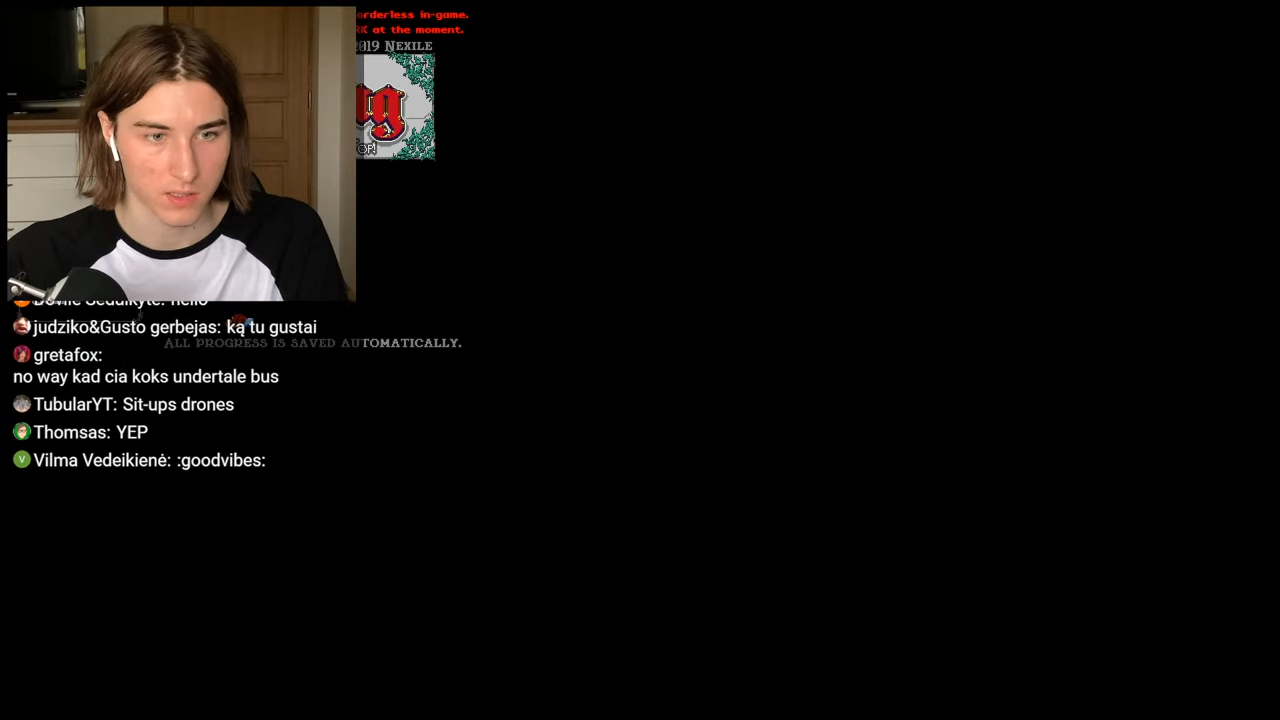 orderless in-game.
at the moment.
2019 NEXILE
OP!
judziko&Gusto gerbejas: ką tu gustai
ALL PROGRESS IS SAVED AUTOMATICALLY.
gretafox:
no way kad cia koks undertale bus
TubularYT: Sit-ups drones
Thomsas: YEP
V Vilma Vedeikienė: :goodvibes: